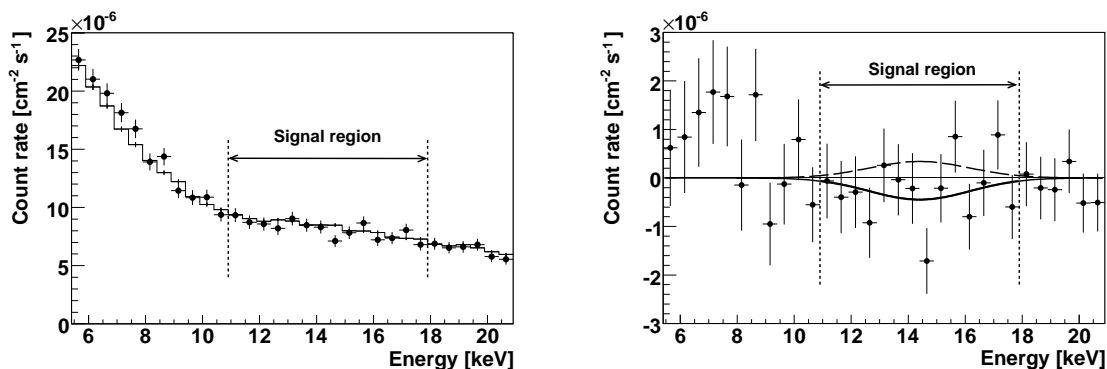 ×10⁻⁶
25
20
15
10
5
0
Count rate [cm⁻² s⁻¹]
Signal region
6 8 10 12 14 16 18 20
Energy [keV]
×10⁻⁶
3
2
1
0
-1
-2
-3
Count rate [cm⁻² s⁻¹]
Signal region
6 8 10 12 14 16 18 20
Energy [keV]